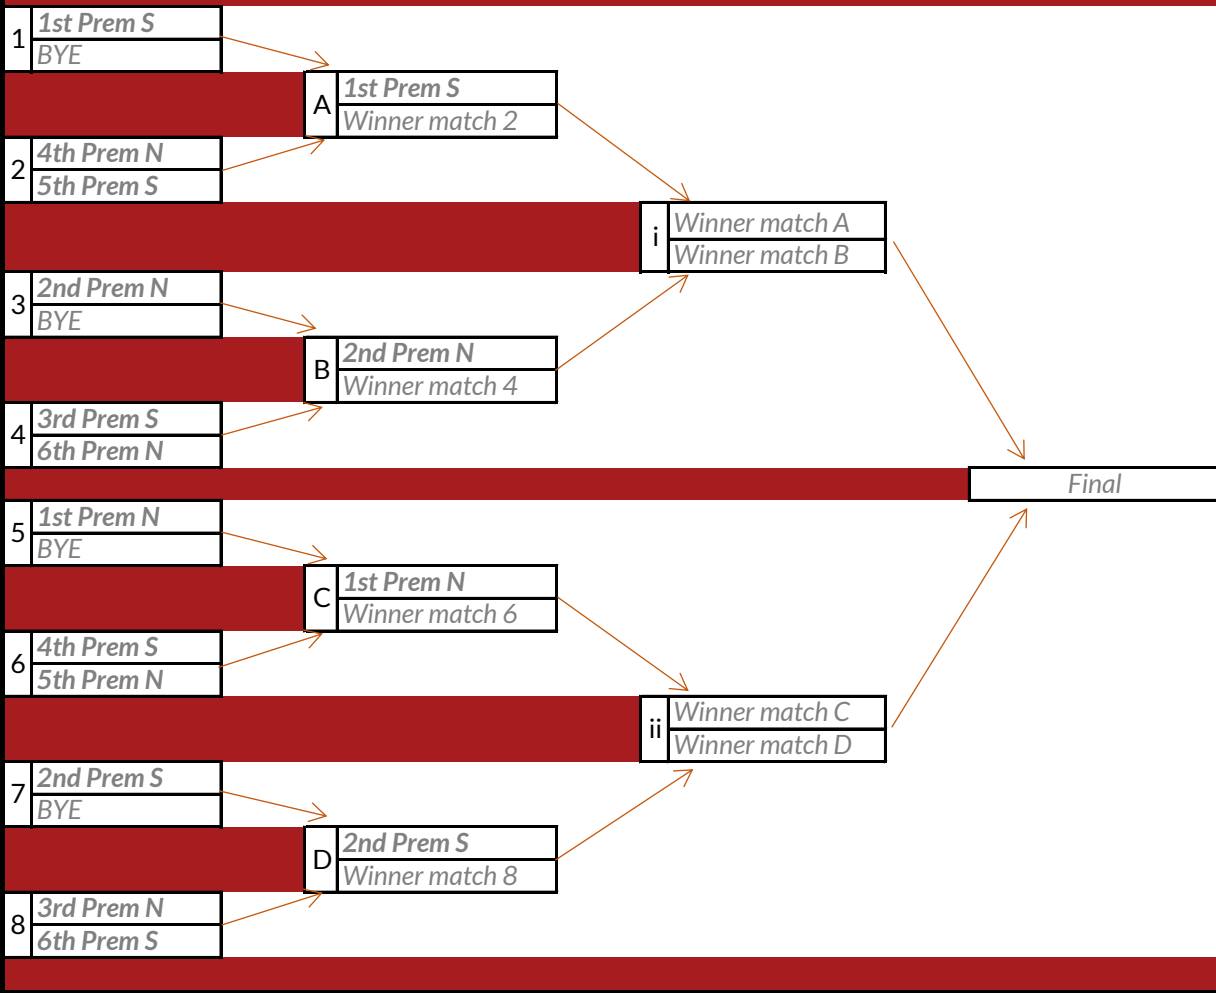 1
1st Prem S
BYE
A
1st Prem S
Winner match 2
2
4th Prem N
5th Prem S
i
Winner match A
Winner match B
3
2nd Prem N
BYE
B
2nd Prem N
Winner match 4
4
3rd Prem S
6th Prem N
Final
5
1st Prem N
BYE
C
1st Prem N
Winner match 6
6
4th Prem S
5th Prem N
ii
Winner match C
Winner match D
7
2nd Prem S
BYE
D
2nd Prem S
Winner match 8
8
3rd Prem N
6th Prem S